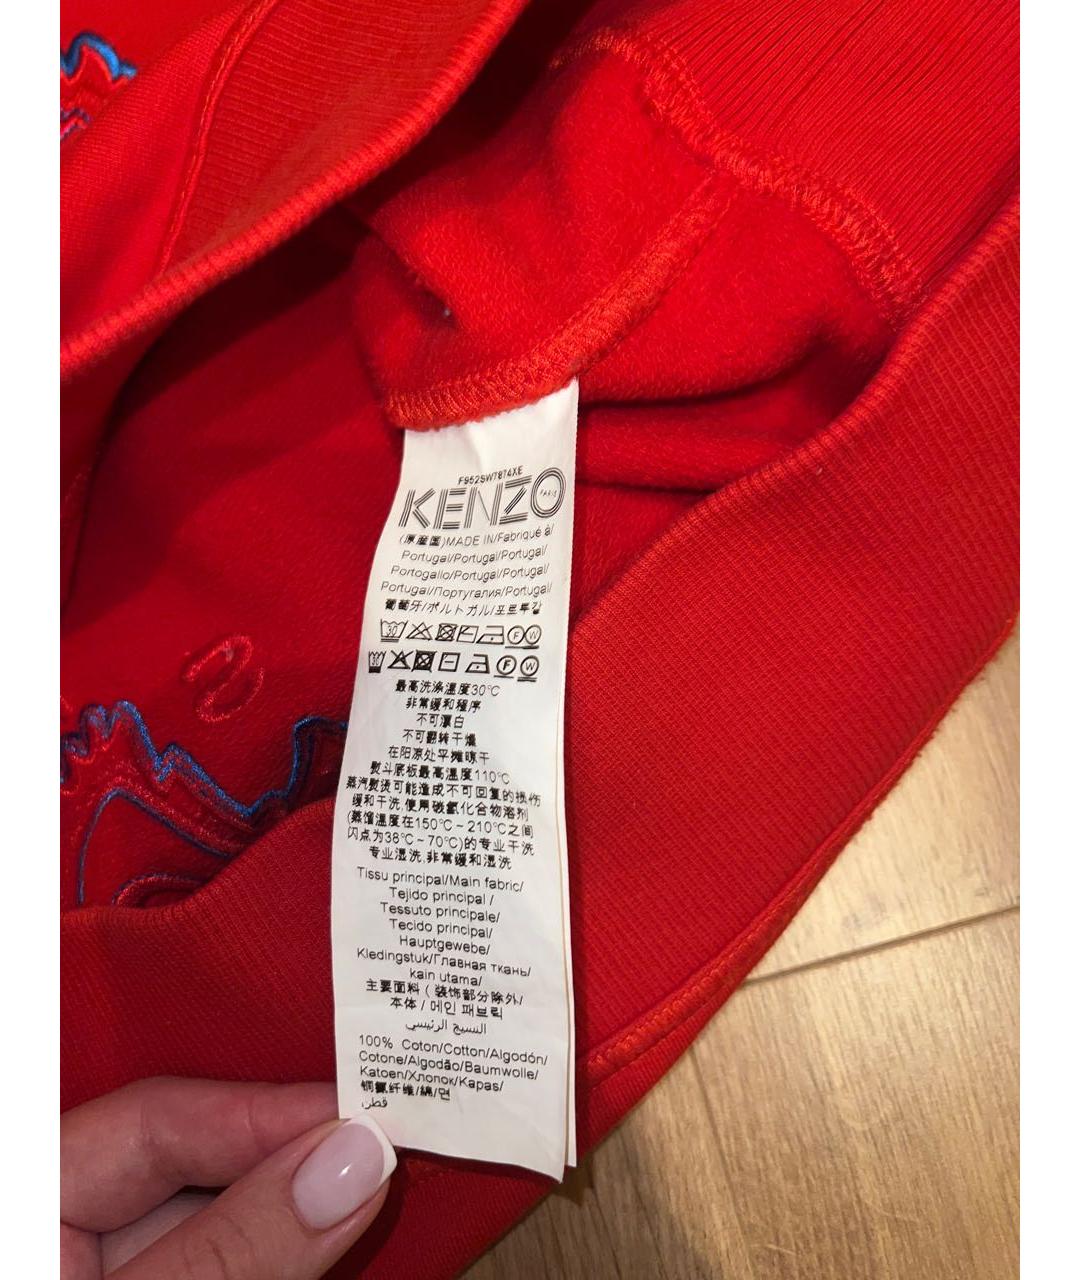 F952SW7874XE
KENZO PARIS
(原産国)MADE IN/Fabriqué à/
Portugal/Portugal/Portugal/
Portogallo/Portugal/Portugal/
Portugal/Португалия/Portugal/
葡萄牙/ポルトガル/포르투갈
30 F W
30 F W
最高洗涤温度30°C
非常缓和程序
不可漂白
不可翻转干燥
在阴凉处平摊晾干
熨斗底板最高温度110°C
蒸汽熨烫可能造成不可回复的损伤
缓和干洗,使用碳氢化合物溶剂
(蒸馏温度在150°C~210°C之间
闪点为38°C~70°C)的专业干洗
专业湿洗,非常缓和湿洗
Tissu principal/Main fabric/
Tejido principal /
Tessuto principale/
Tecido principal/
Hauptgewebe/
Kledingstuk/Главная ткань/
kain utama/
主要面料 ( 装饰部分除外/
本体 / 메인 패브릭
النسيج الرئيسي
100% Coton/Cotton/Algodón/
Cotone/Algodão/Baumwolle/
Katoen/Хлопок/Kapas/
铜氨纤维/綿/면
قطن